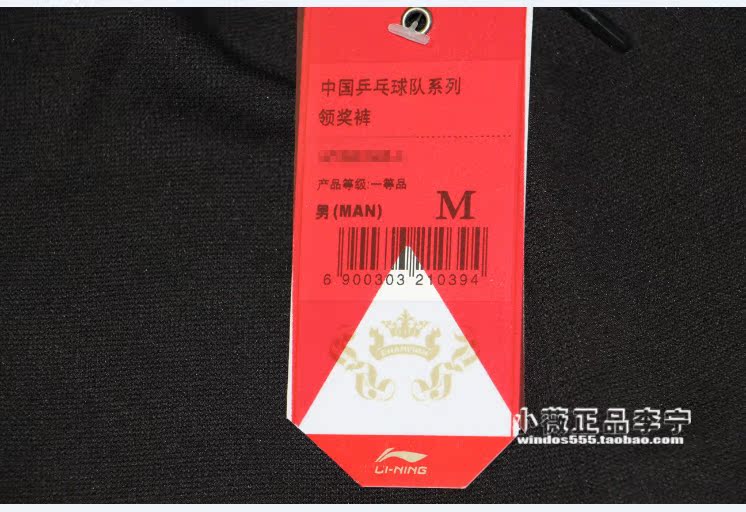 中国乒乓球队系列
领奖裤
产品等级:一等品
男(MAN) M
6 900303 210394
CHAMPION
LI-NING
小薇正品李宁
windos555.taobao.com